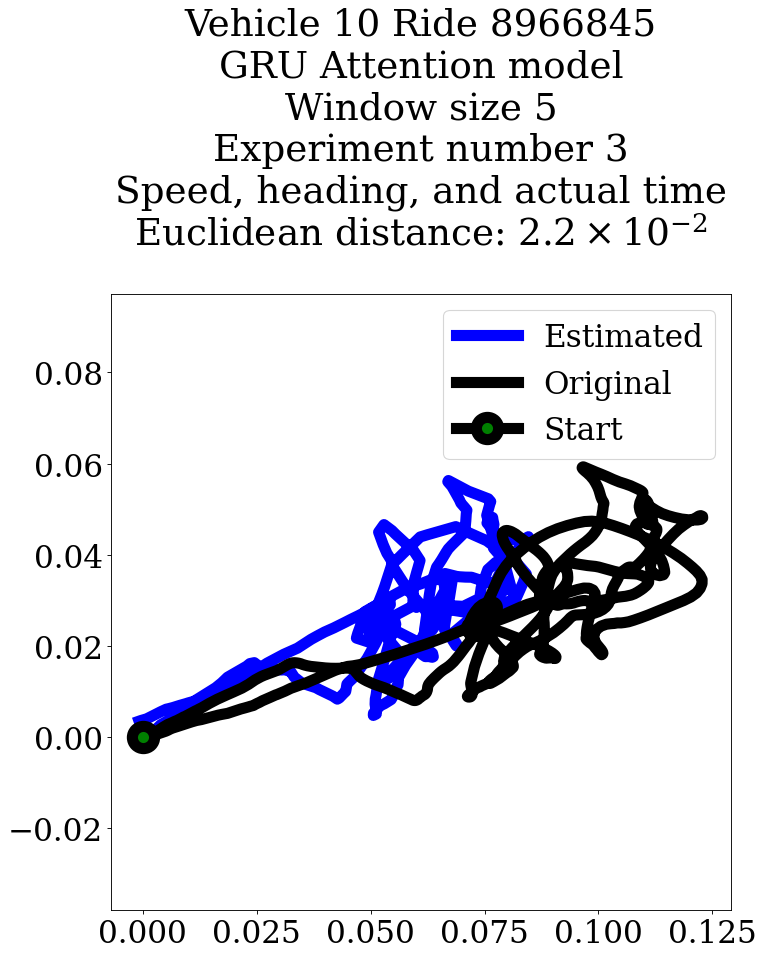 Vehicle 10 Ride 8966845
GRU Attention model
Window size 5
Experiment number 3
Speed, heading, and actual time
Euclidean distance: 2.2 × 10⁻²
Estimated
Original
Start
0.08
0.06
0.04
0.02
0.00
−0.02
0.000 0.025 0.050 0.075 0.100 0.125